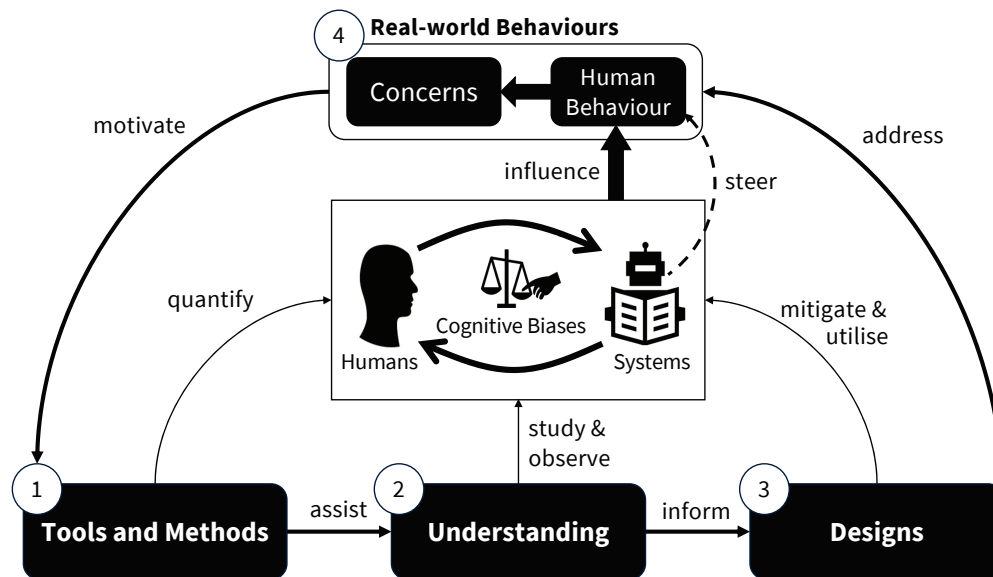 4
Real-world Behaviours
Concerns
Human
Behaviour
motivate
address
influence
steer
quantify
Cognitive Biases
Humans
Systems
mitigate &
utilise
study &
observe
1
Tools and Methods
assist
2
Understanding
inform
3
Designs